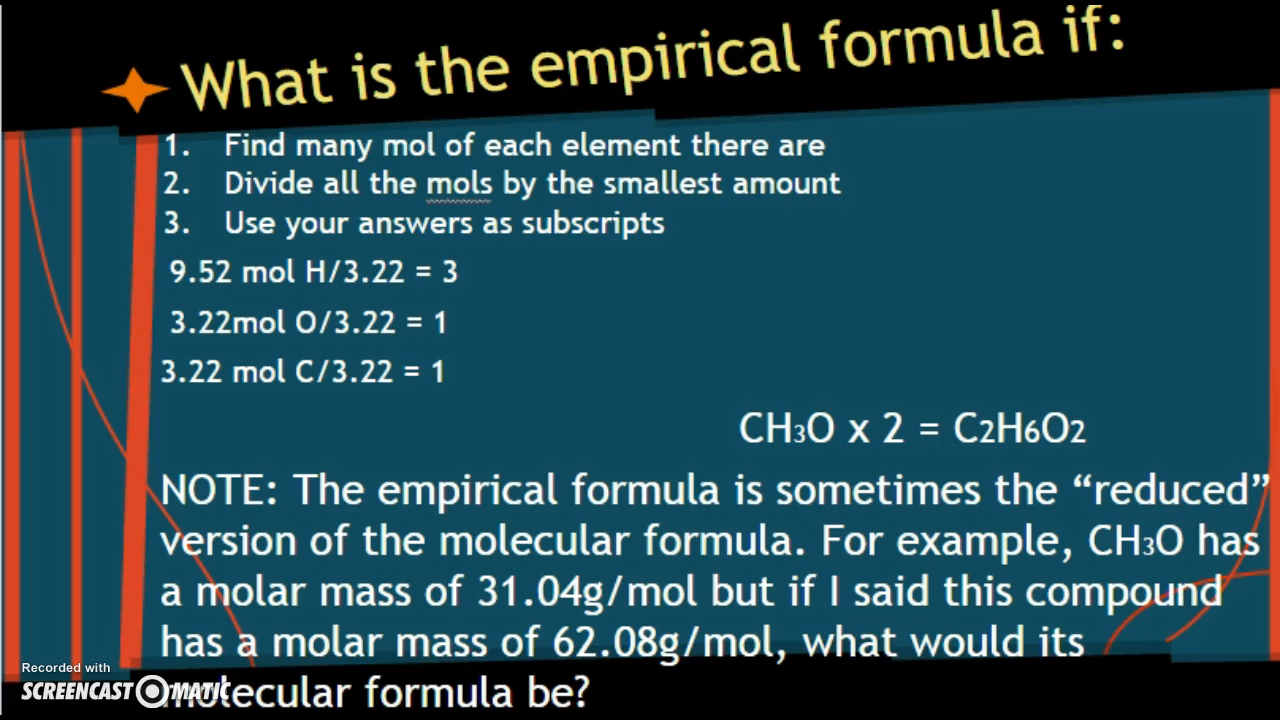 What is the empirical formula if:
1. Find many mol of each element there are
2. Divide all the mols by the smallest amount
3. Use your answers as subscripts
9.52 mol H/3.22 = 3
3.22mol O/3.22 = 1
3.22 mol C/3.22 = 1
CH3O x 2 = C2H6O2
NOTE: The empirical formula is sometimes the “reduced”
version of the molecular formula. For example, CH3O has
a molar mass of 31.04g/mol but if I said this compound
has a molar mass of 62.08g/mol, what would its
molecular formula be?
Recorded with
SCREENCAST MATIC